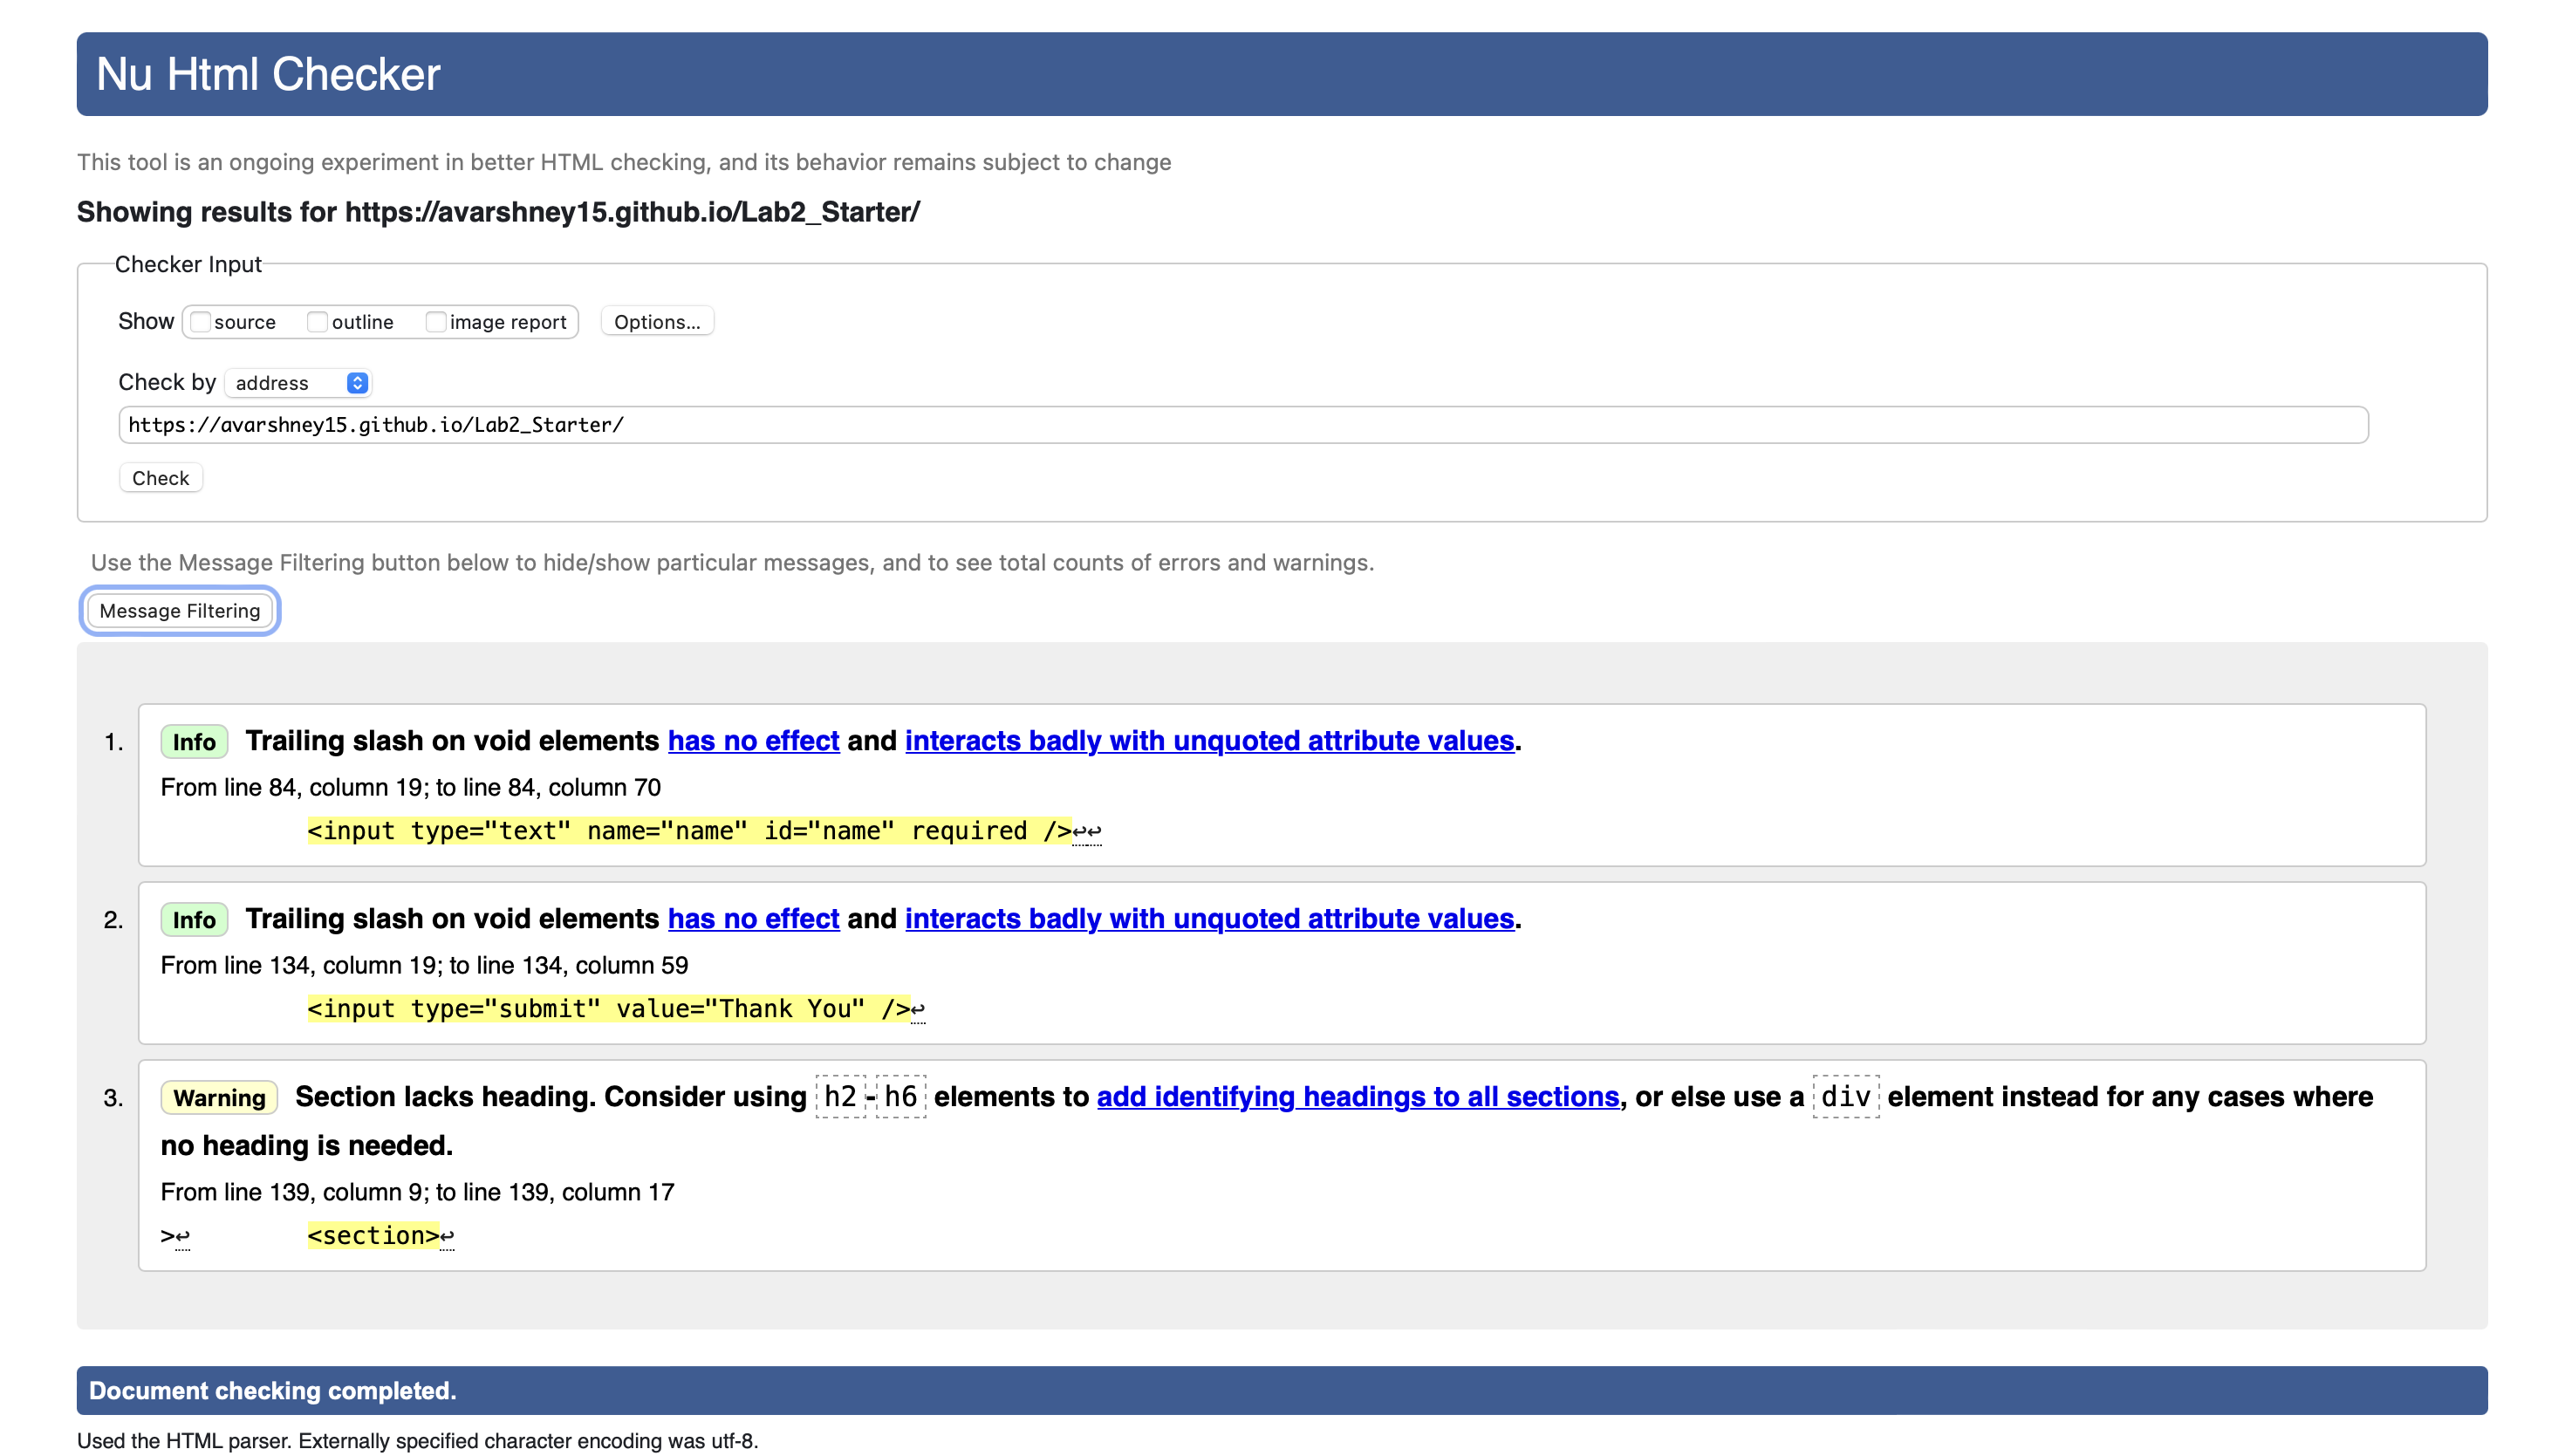 Nu Html Checker
This tool is an ongoing experiment in better HTML checking, and its behavior remains subject to change
Showing results for https://avarshney15.github.io/Lab2_Starter/
Checker Input
Show source outline image report Options...
Check by address
https://avarshney15.github.io/Lab2_Starter/
Check
Use the Message Filtering button below to hide/show particular messages, and to see total counts of errors and warnings.
Message Filtering
1. Info Trailing slash on void elements has no effect and interacts badly with unquoted attribute values.
From line 84, column 19; to line 84, column 70
<input type="text" name="name" id="name" required />↩↩
2. Info Trailing slash on void elements has no effect and interacts badly with unquoted attribute values.
From line 134, column 19; to line 134, column 59
<input type="submit" value="Thank You" />↩
3. Warning Section lacks heading. Consider using h2-h6 elements to add identifying headings to all sections, or else use a div element instead for any cases where
no heading is needed.
From line 139, column 9; to line 139, column 17
>↩ <section>↩
Document checking completed.
Used the HTML parser. Externally specified character encoding was utf-8.